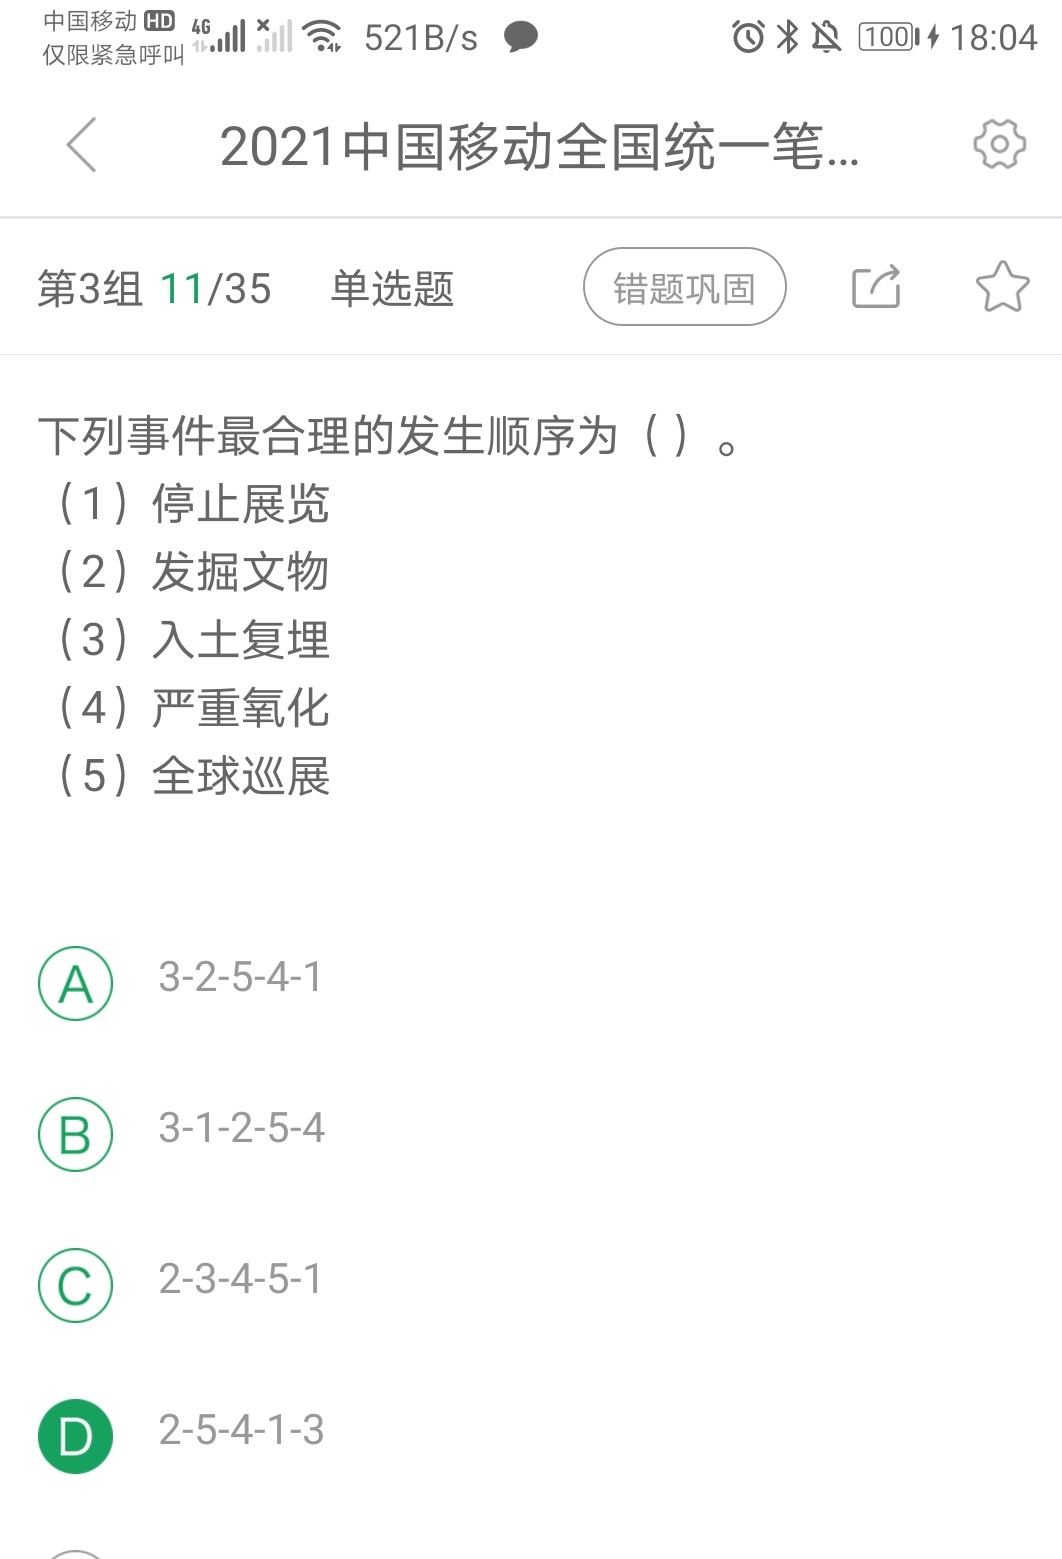 中国移动 HD 4G 521B/s 100 18:04
仅限紧急呼叫
2021中国移动全国统一笔...
第3组 11/35 单选题 错题巩固
下列事件最合理的发生顺序为（ ）。
（1）停止展览
（2）发掘文物
（3）入土复埋
（4）严重氧化
（5）全球巡展
A 3-2-5-4-1
B 3-1-2-5-4
C 2-3-4-5-1
D 2-5-4-1-3